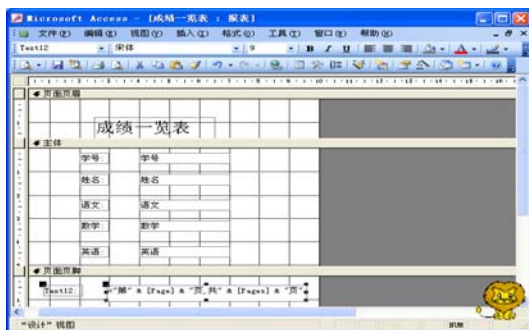 Microsoft Access - [成绩一览表 : 报表]
文件(F) 编辑(E) 视图(V) 插入(I) 格式(O) 工具(T) 窗口(W) 帮助(H)
Text12 宋体 9 B I U
页面页眉
成绩一览表
主体
学号: 学号
姓名: 姓名
语文: 语文
数学: 数学
英语: 英语
页面页脚
Text12: ="第" & [Page] & "页,共" & [Pages] & "页"
"设计" 视图